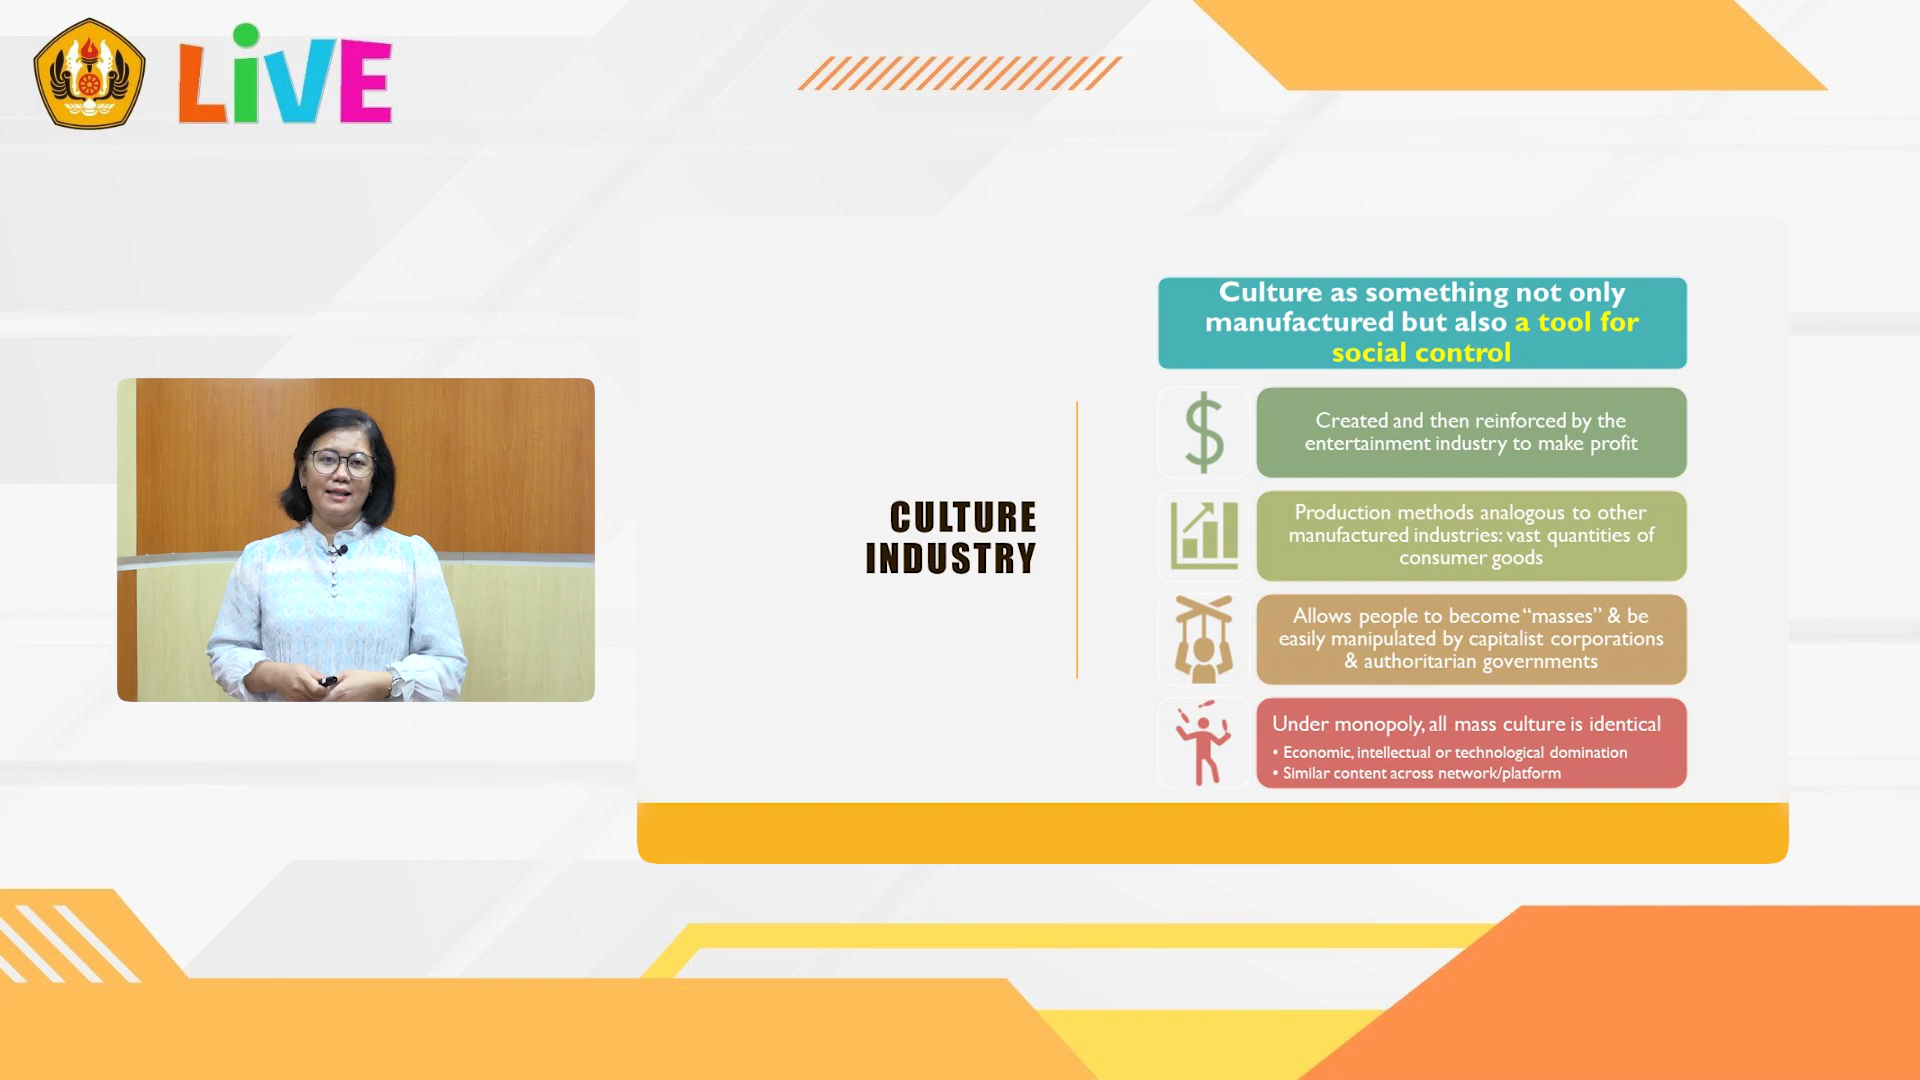 LiVE
CULTURE
INDUSTRY
Culture as something not only
manufactured but also a tool for
social control
Created and then reinforced by the
entertainment industry to make profit
Production methods analogous to other
manufactured industries: vast quantities of
consumer goods
Allows people to become “masses” & be
easily manipulated by capitalist corporations
& authoritarian governments
Under monopoly, all mass culture is identical
• Economic, intellectual or technological domination
• Similar content across network/platform